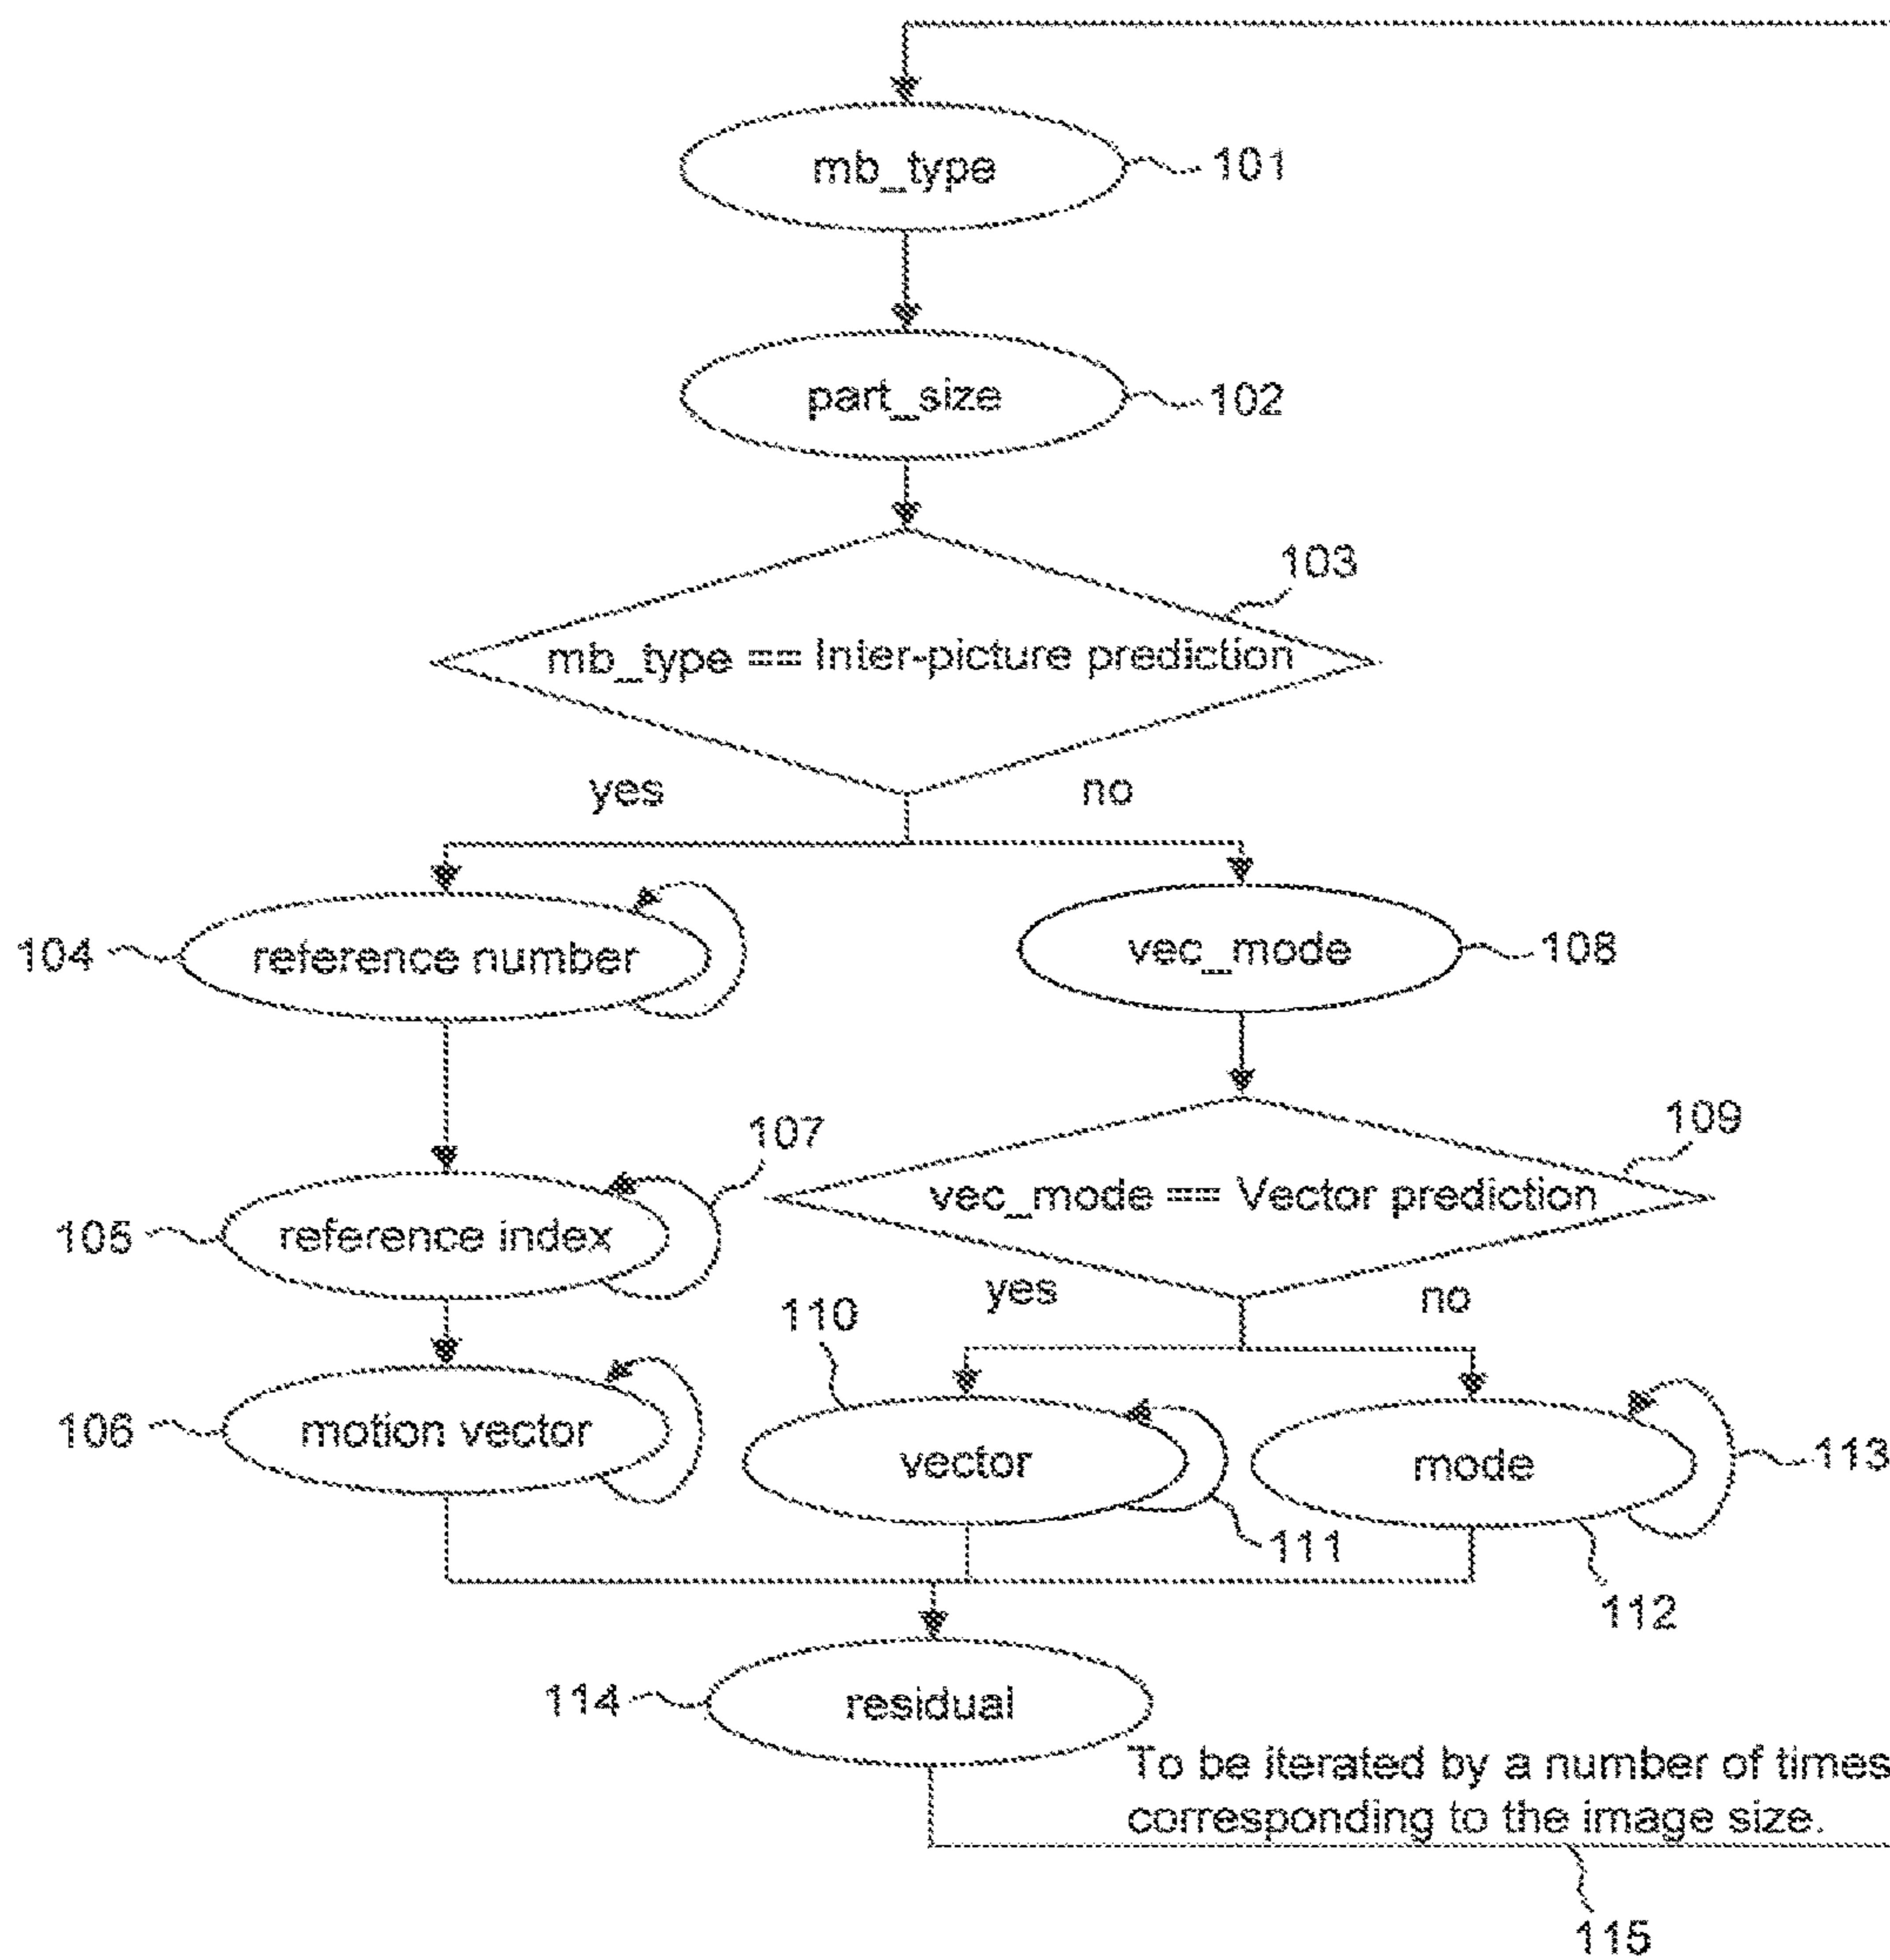 mb_type
101
part_size
102
103
mb_type == Inter-picture prediction
yes
no
104
reference number
vec_mode
108
107
109
105
reference index
vec_mode == Vector prediction
yes
no
110
106
motion vector
vector
mode
113
111
112
114
residual
To be iterated by a number of times
corresponding to the image size.
115